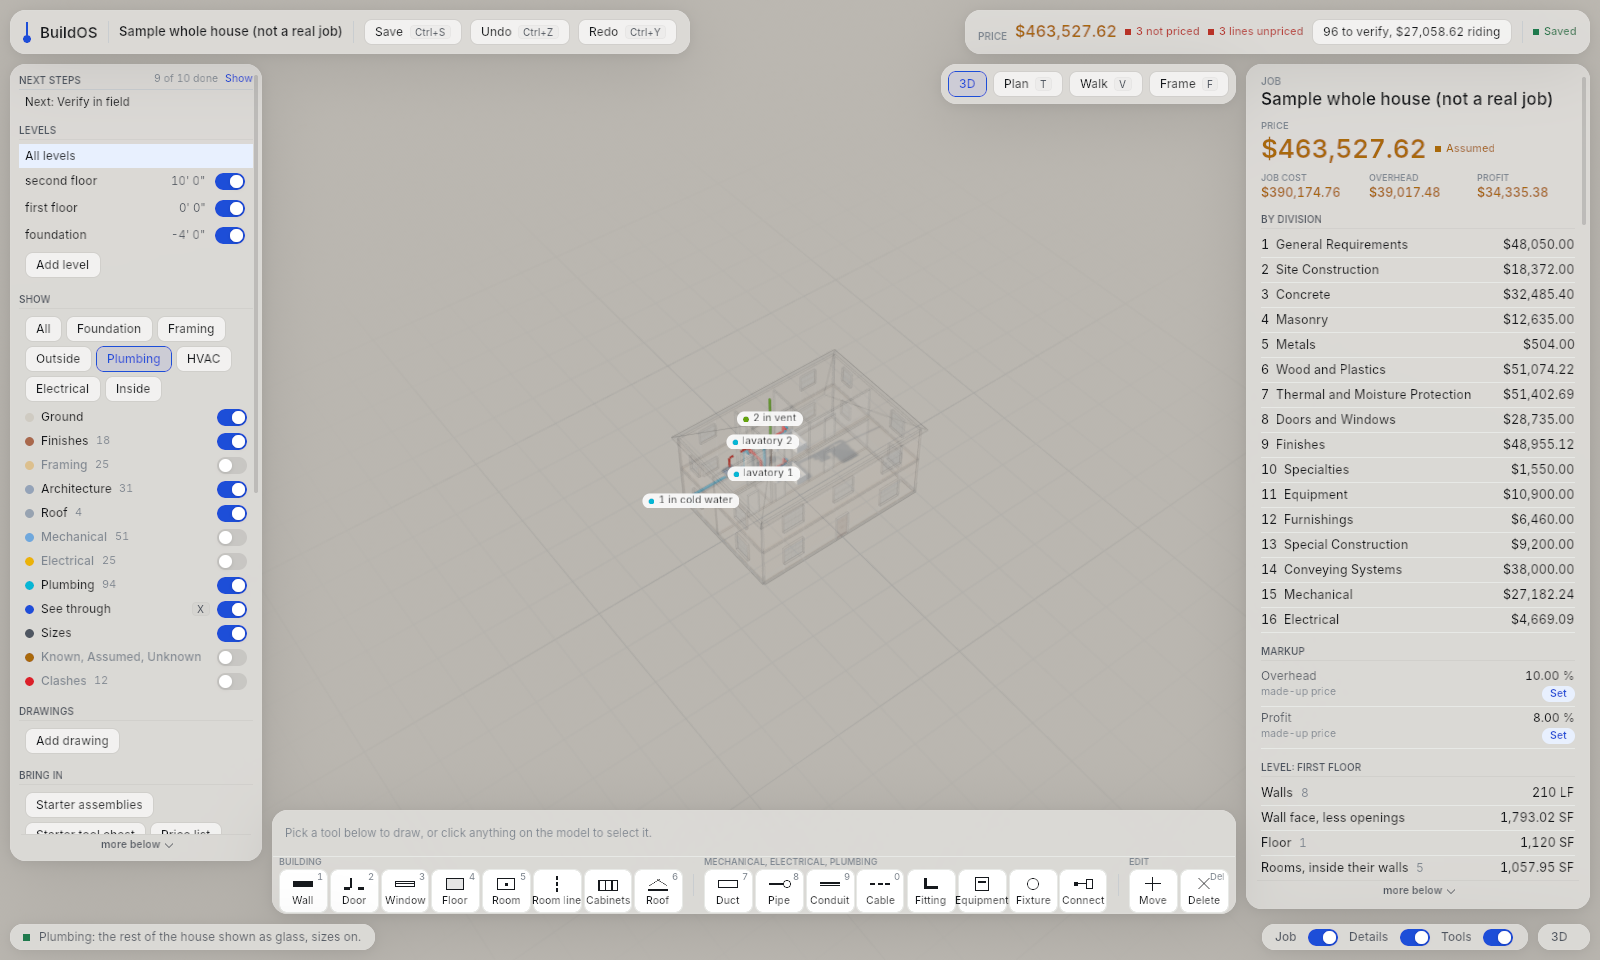 BuildOS Sample whole house (not a real job) Save Ctrl+S Undo Ctrl+Z Redo Ctrl+Y
PRICE $463,527.62 3 not priced 3 lines unpriced 96 to verify, $27,058.62 riding Saved
NEXT STEPS 9 of 10 done Show
Next: Verify in field
LEVELS
All levels
second floor 10' 0"
first floor 0' 0"
foundation -4' 0"
Add level
SHOW
All Foundation Framing
Outside Plumbing HVAC
Electrical Inside
Ground
Finishes 18
Framing 25
Architecture 31
Roof 4
Mechanical 51
Electrical 25
Plumbing 94
See through X
Sizes
Known, Assumed, Unknown
Clashes 12
DRAWINGS
Add drawing
BRING IN
Starter assemblies
Starter tool chest Price list
more below
3D Plan T Walk V Frame F
2 in vent
lavatory 2
lavatory 1
1 in cold water
JOB
Sample whole house (not a real job)
PRICE
$463,527.62 Assumed
JOB COST OVERHEAD PROFIT
$390,174.76 $39,017.48 $34,335.38
BY DIVISION
1 General Requirements $48,050.00
2 Site Construction $18,372.00
3 Concrete $32,485.40
4 Masonry $12,635.00
5 Metals $504.00
6 Wood and Plastics $51,074.22
7 Thermal and Moisture Protection $51,402.69
8 Doors and Windows $28,735.00
9 Finishes $48,955.12
10 Specialties $1,550.00
11 Equipment $10,900.00
12 Furnishings $6,460.00
13 Special Construction $9,200.00
14 Conveying Systems $38,000.00
15 Mechanical $27,182.24
16 Electrical $4,669.09
MARKUP
Overhead 10.00 %
made-up price Set
Profit 8.00 %
made-up price Set
LEVEL: FIRST FLOOR
Walls 8 210 LF
Wall face, less openings 1,793.02 SF
Floor 1 1,120 SF
Rooms, inside their walls 5 1,057.95 SF
more below
Pick a tool below to draw, or click anything on the model to select it.
BUILDING MECHANICAL, ELECTRICAL, PLUMBING EDIT
1 2 3 4 5 6 7 8 9 0 Del
Wall Door Window Floor Room Room line Cabinets Roof Duct Pipe Conduit Cable Fitting Equipment Fixture Connect Move Delete
Plumbing: the rest of the house shown as glass, sizes on.
Job Details Tools 3D